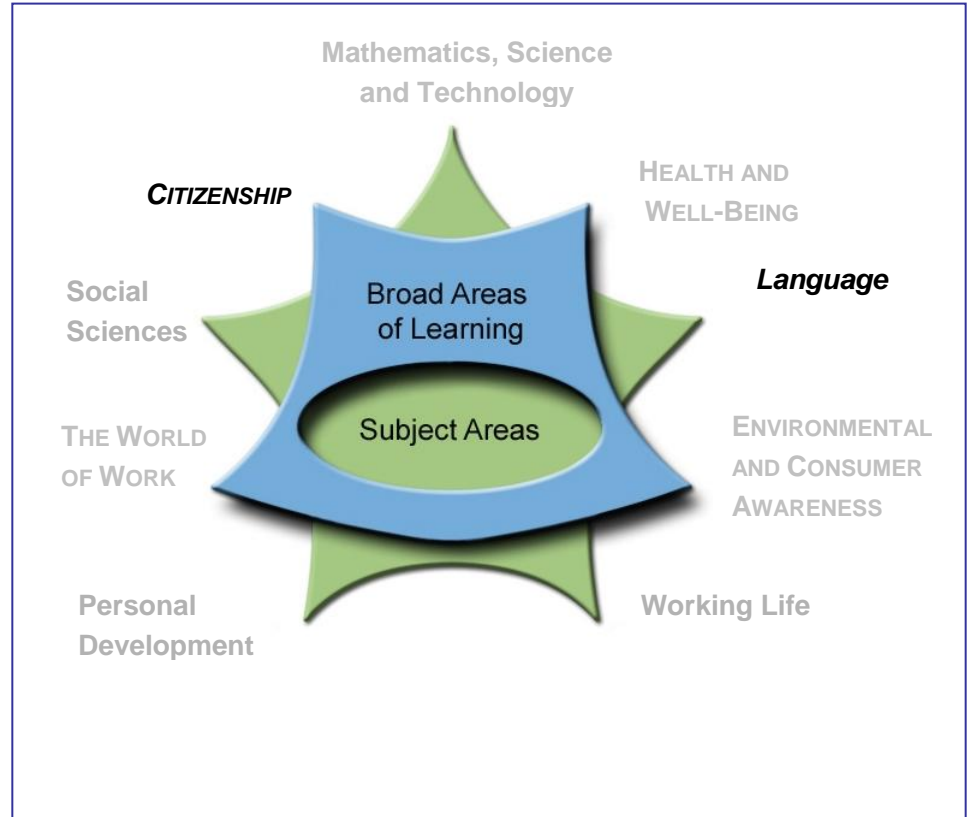 Mathematics, Science
and Technology
CITIZENSHIP
HEALTH AND
WELL-BEING
Language
Social
Sciences
Broad Areas
of Learning
Subject Areas
THE WORLD
OF WORK
ENVIRONMENTAL
AND CONSUMER
AWARENESS
Personal
Development
Working Life